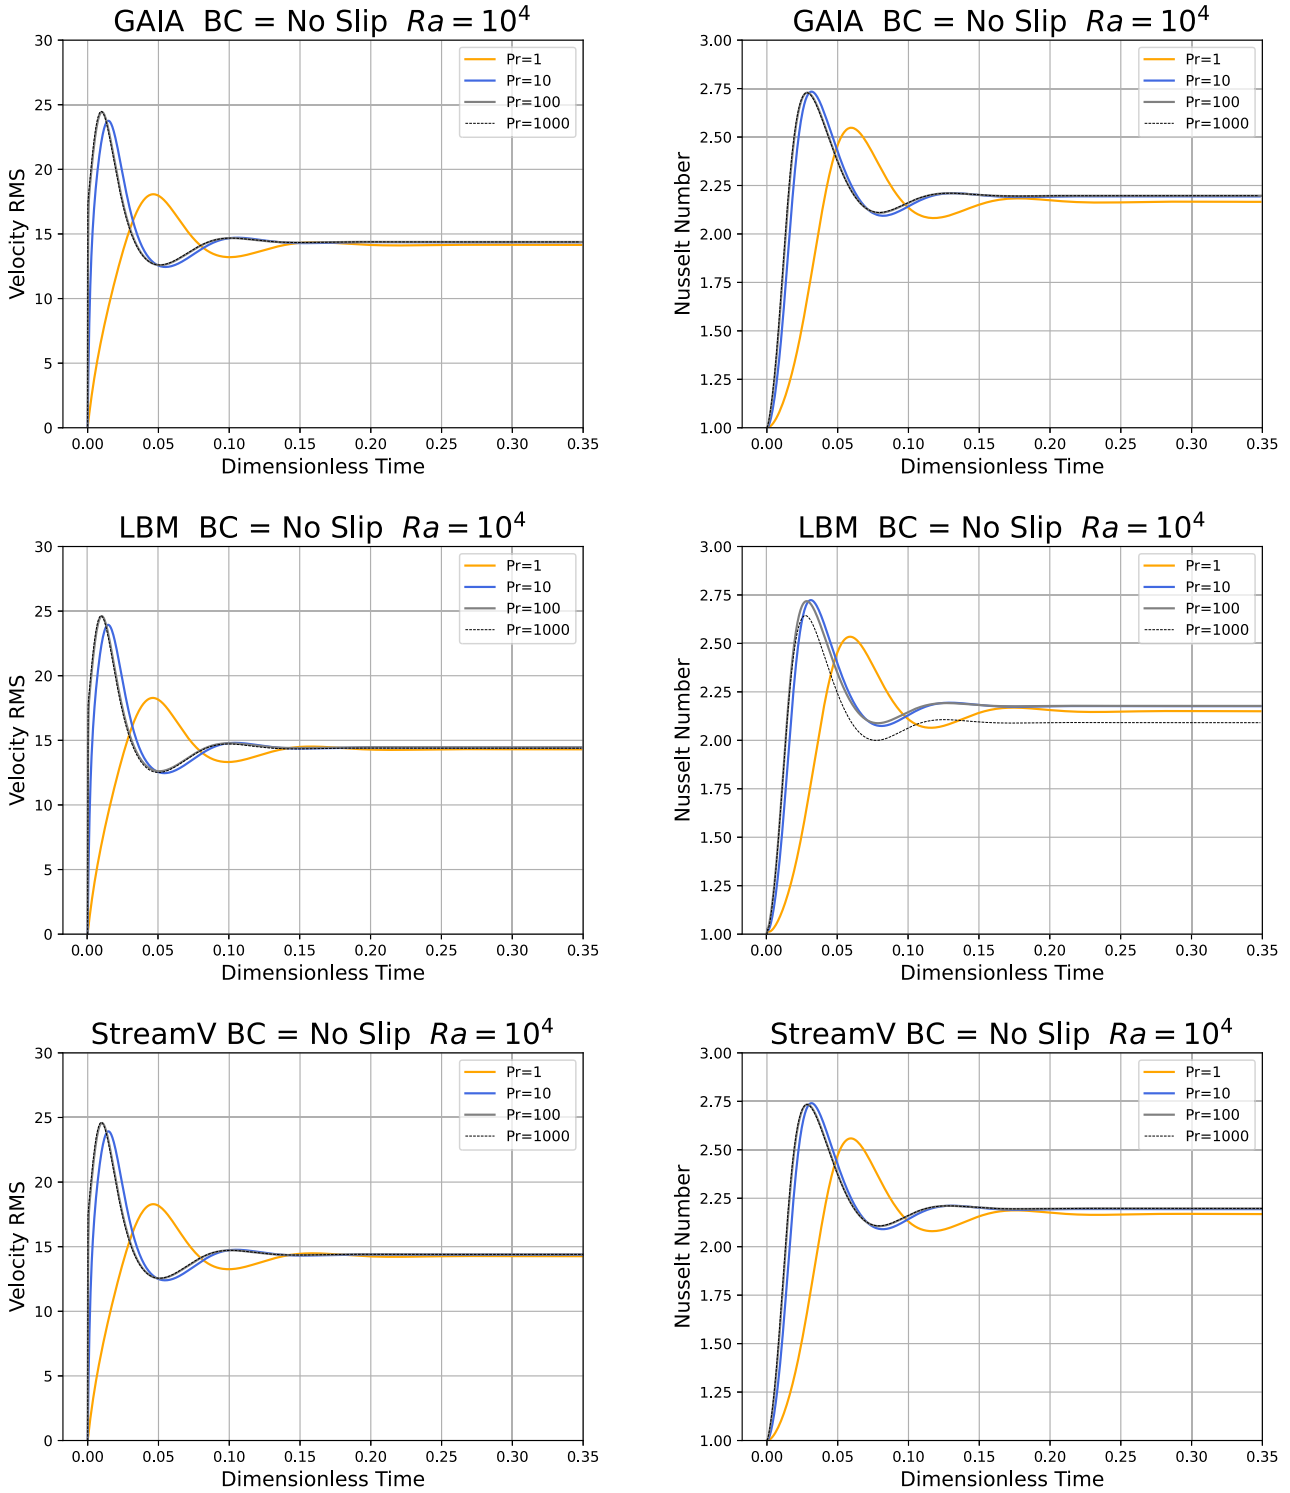 GAIA  BC = No Slip  Ra = 10⁴
Velocity RMS
30
25
20
15
10
5
0
Pr=1
Pr=10
Pr=100
Pr=1000
0.00 0.05 0.10 0.15 0.20 0.25 0.30 0.35
Dimensionless Time
GAIA  BC = No Slip  Ra = 10⁴
Nusselt Number
3.00
2.75
2.50
2.25
2.00
1.75
1.50
1.25
1.00
Pr=1
Pr=10
Pr=100
Pr=1000
0.00 0.05 0.10 0.15 0.20 0.25 0.30 0.35
Dimensionless Time
LBM  BC = No Slip  Ra = 10⁴
Velocity RMS
30
25
20
15
10
5
0
Pr=1
Pr=10
Pr=100
Pr=1000
0.00 0.05 0.10 0.15 0.20 0.25 0.30 0.35
Dimensionless Time
LBM  BC = No Slip  Ra = 10⁴
Nusselt Number
3.00
2.75
2.50
2.25
2.00
1.75
1.50
1.25
1.00
Pr=1
Pr=10
Pr=100
Pr=1000
0.00 0.05 0.10 0.15 0.20 0.25 0.30 0.35
Dimensionless Time
StreamV BC = No Slip  Ra = 10⁴
Velocity RMS
30
25
20
15
10
5
0
Pr=1
Pr=10
Pr=100
Pr=1000
0.00 0.05 0.10 0.15 0.20 0.25 0.30 0.35
Dimensionless Time
StreamV BC = No Slip  Ra = 10⁴
Nusselt Number
3.00
2.75
2.50
2.25
2.00
1.75
1.50
1.25
1.00
Pr=1
Pr=10
Pr=100
Pr=1000
0.00 0.05 0.10 0.15 0.20 0.25 0.30 0.35
Dimensionless Time